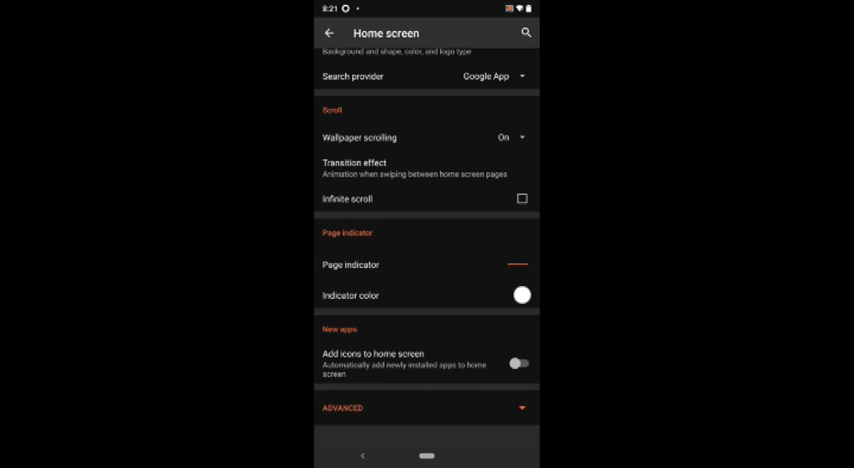 8:21
Home screen
Background and shape, color, and logo type
Search provider Google App
Scroll
Wallpaper scrolling On
Transition effect
Animation when swiping between home screen pages
Infinite scroll
Page indicator
Page indicator
Indicator color
New apps
Add icons to home screen
Automatically add newly installed apps to home
screen
ADVANCED